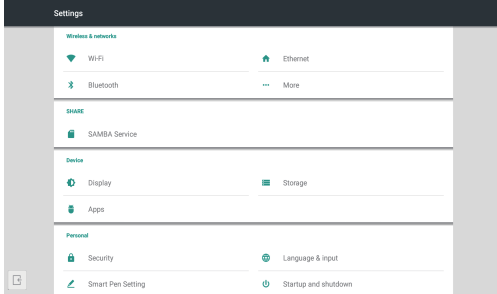 Settings
Wireless & networks
Wi-Fi
Ethernet
Bluetooth
More
SHARE
SAMBA Service
Device
Display
Storage
Apps
Personal
Security
Language & input
Smart Pen Setting
Startup and shutdown